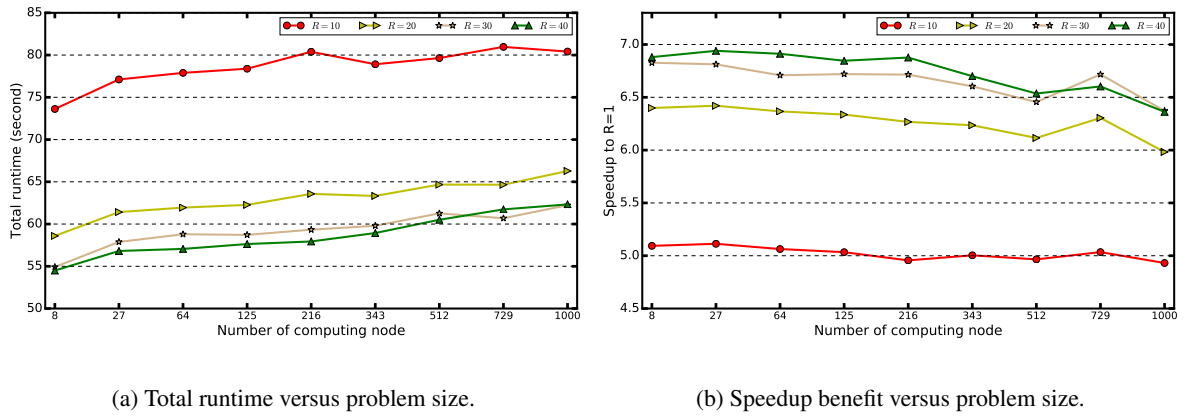 R=10 R=20 R=30 R=40
85
80
75
70
65
60
55
50
Total runtime (second)
8 27 64 125 216 343 512 729 1000
Number of computing node
(a) Total runtime versus problem size.
R=10 R=20 R=30 R=40
7.0
6.5
6.0
5.5
5.0
4.5
Speedup to R=1
8 27 64 125 216 343 512 729 1000
Number of computing node
(b) Speedup benefit versus problem size.